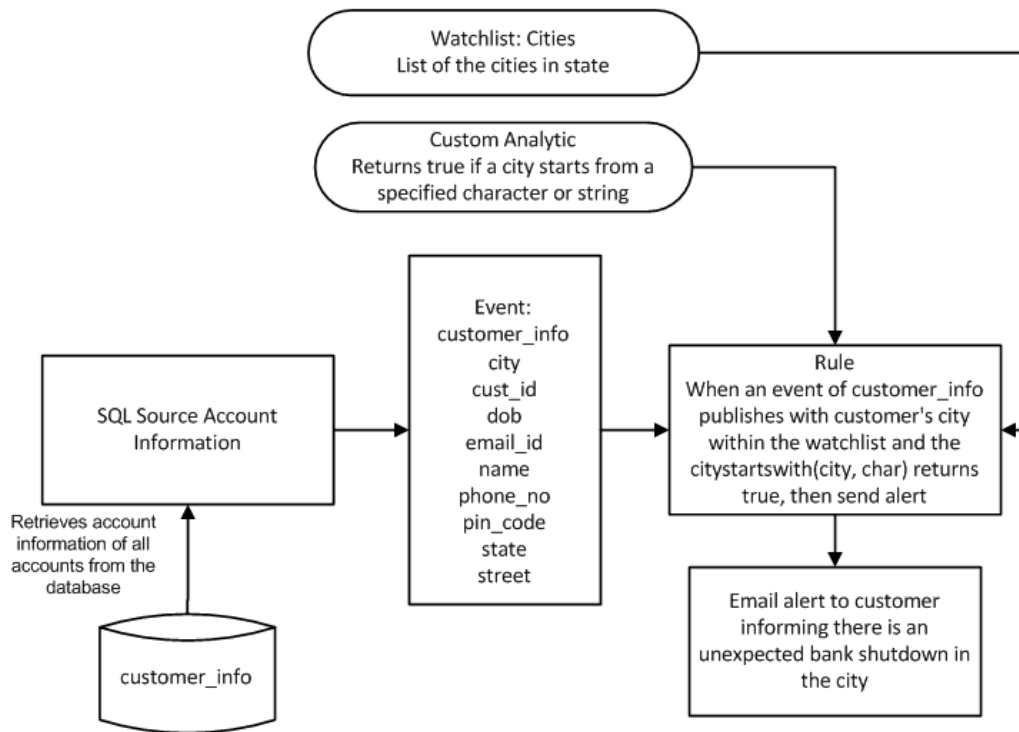 Watchlist: Cities
List of the cities in state
Custom Analytic
Returns true if a city starts from a
specified character or string
Event:
customer_info
city
cust_id
dob
email_id
name
phone_no
pin_code
state
street
SQL Source Account
Information
Rule
When an event of customer_info
publishes with customer's city
within the watchlist and the
citystartswith(city, char) returns
true, then send alert
Retrieves account
information of all
accounts from the
database
customer_info
Email alert to customer
informing there is an
unexpected bank shutdown in
the city